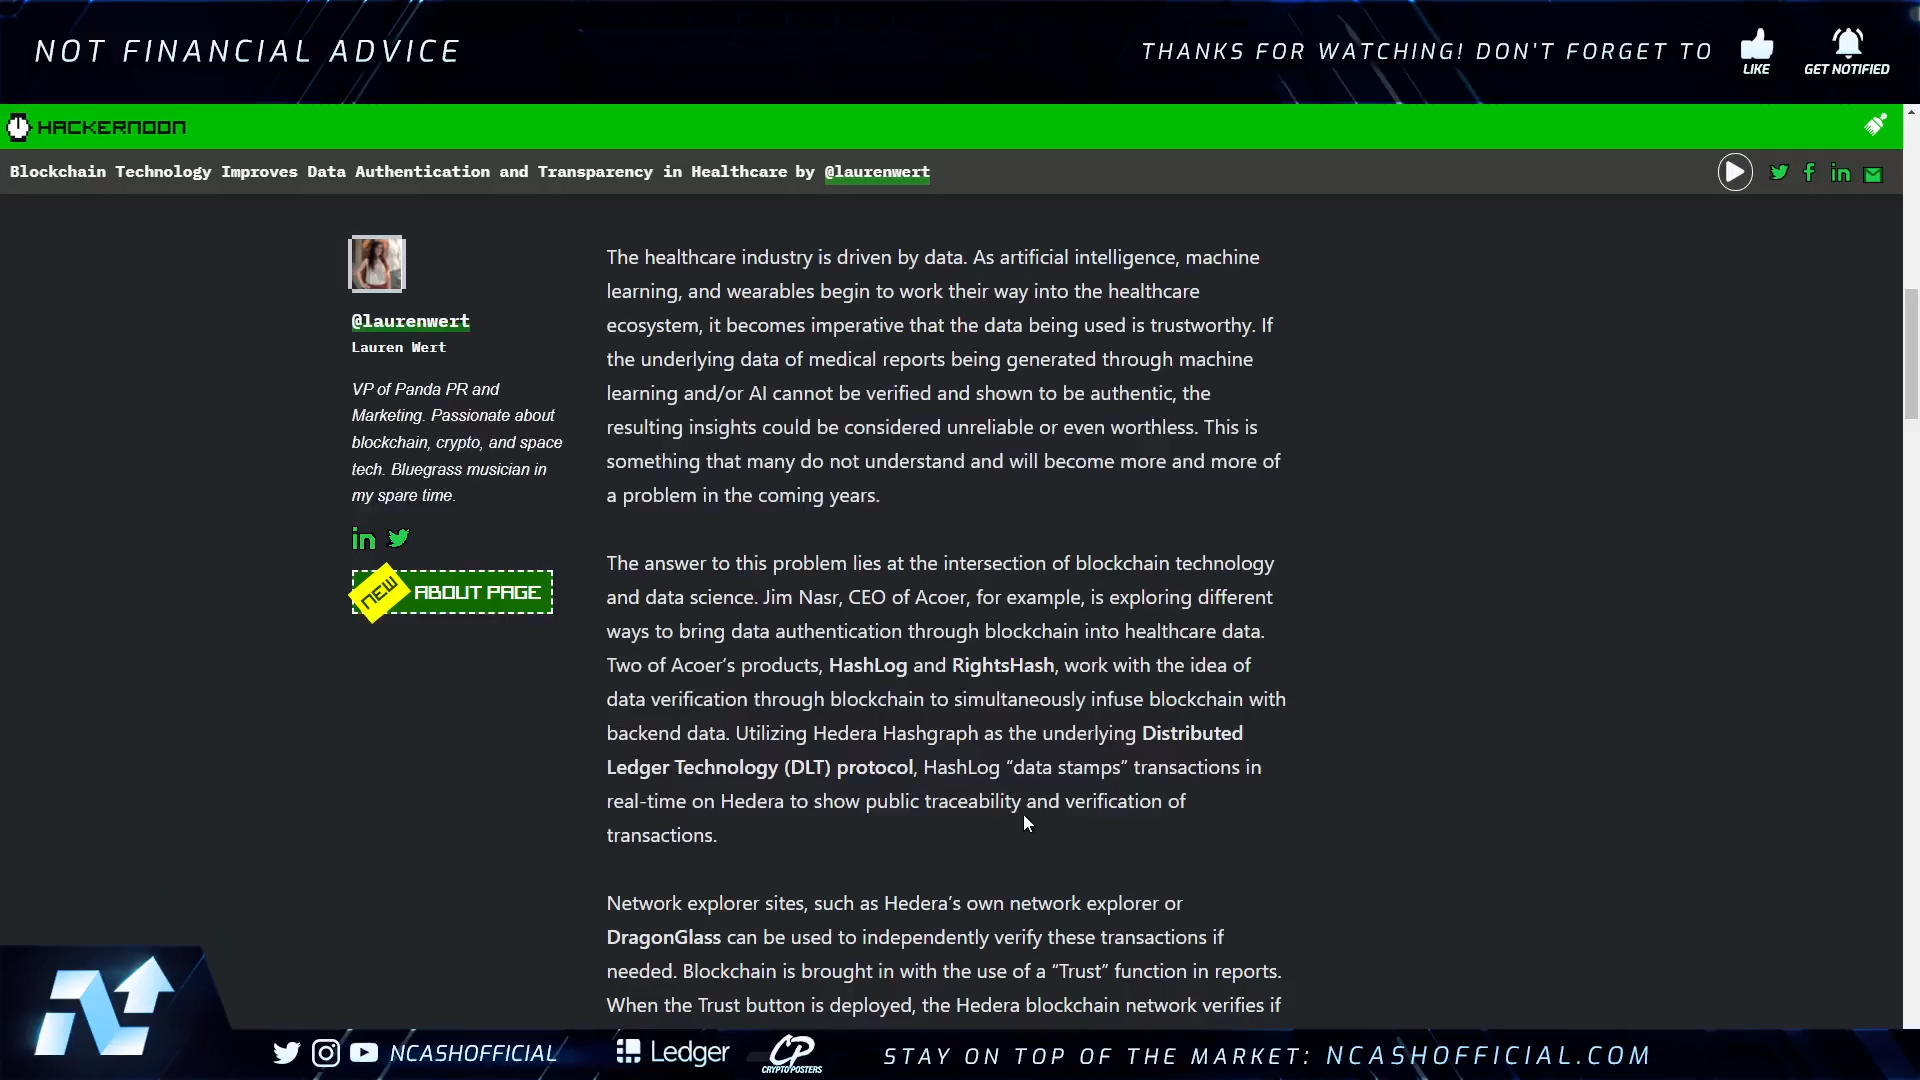 NOT FINANCIAL ADVICE
THANKS FOR WATCHING! DON'T FORGET TO
LIKE
GET NOTIFIED
HACKERNOON
Blockchain Technology Improves Data Authentication and Transparency in Healthcare by @laurenwert
@laurenwert
Lauren Wert
VP of Panda PR and
Marketing. Passionate about
blockchain, crypto, and space
tech. Bluegrass musician in
my spare time.
NEW
ABOUT PAGE
The healthcare industry is driven by data. As artificial intelligence, machine
learning, and wearables begin to work their way into the healthcare
ecosystem, it becomes imperative that the data being used is trustworthy. If
the underlying data of medical reports being generated through machine
learning and/or AI cannot be verified and shown to be authentic, the
resulting insights could be considered unreliable or even worthless. This is
something that many do not understand and will become more and more of
a problem in the coming years.
The answer to this problem lies at the intersection of blockchain technology
and data science. Jim Nasr, CEO of Acoer, for example, is exploring different
ways to bring data authentication through blockchain into healthcare data.
Two of Acoer’s products, HashLog and RightsHash, work with the idea of
data verification through blockchain to simultaneously infuse blockchain with
backend data. Utilizing Hedera Hashgraph as the underlying Distributed
Ledger Technology (DLT) protocol, HashLog “data stamps” transactions in
real-time on Hedera to show public traceability and verification of
transactions.
Network explorer sites, such as Hedera’s own network explorer or
DragonGlass can be used to independently verify these transactions if
needed. Blockchain is brought in with the use of a “Trust” function in reports.
When the Trust button is deployed, the Hedera blockchain network verifies if
NCASHOFFICIAL
Ledger
CP
CRYPTOPOSTERS
STAY ON TOP OF THE MARKET: NCASHOFFICIAL.COM